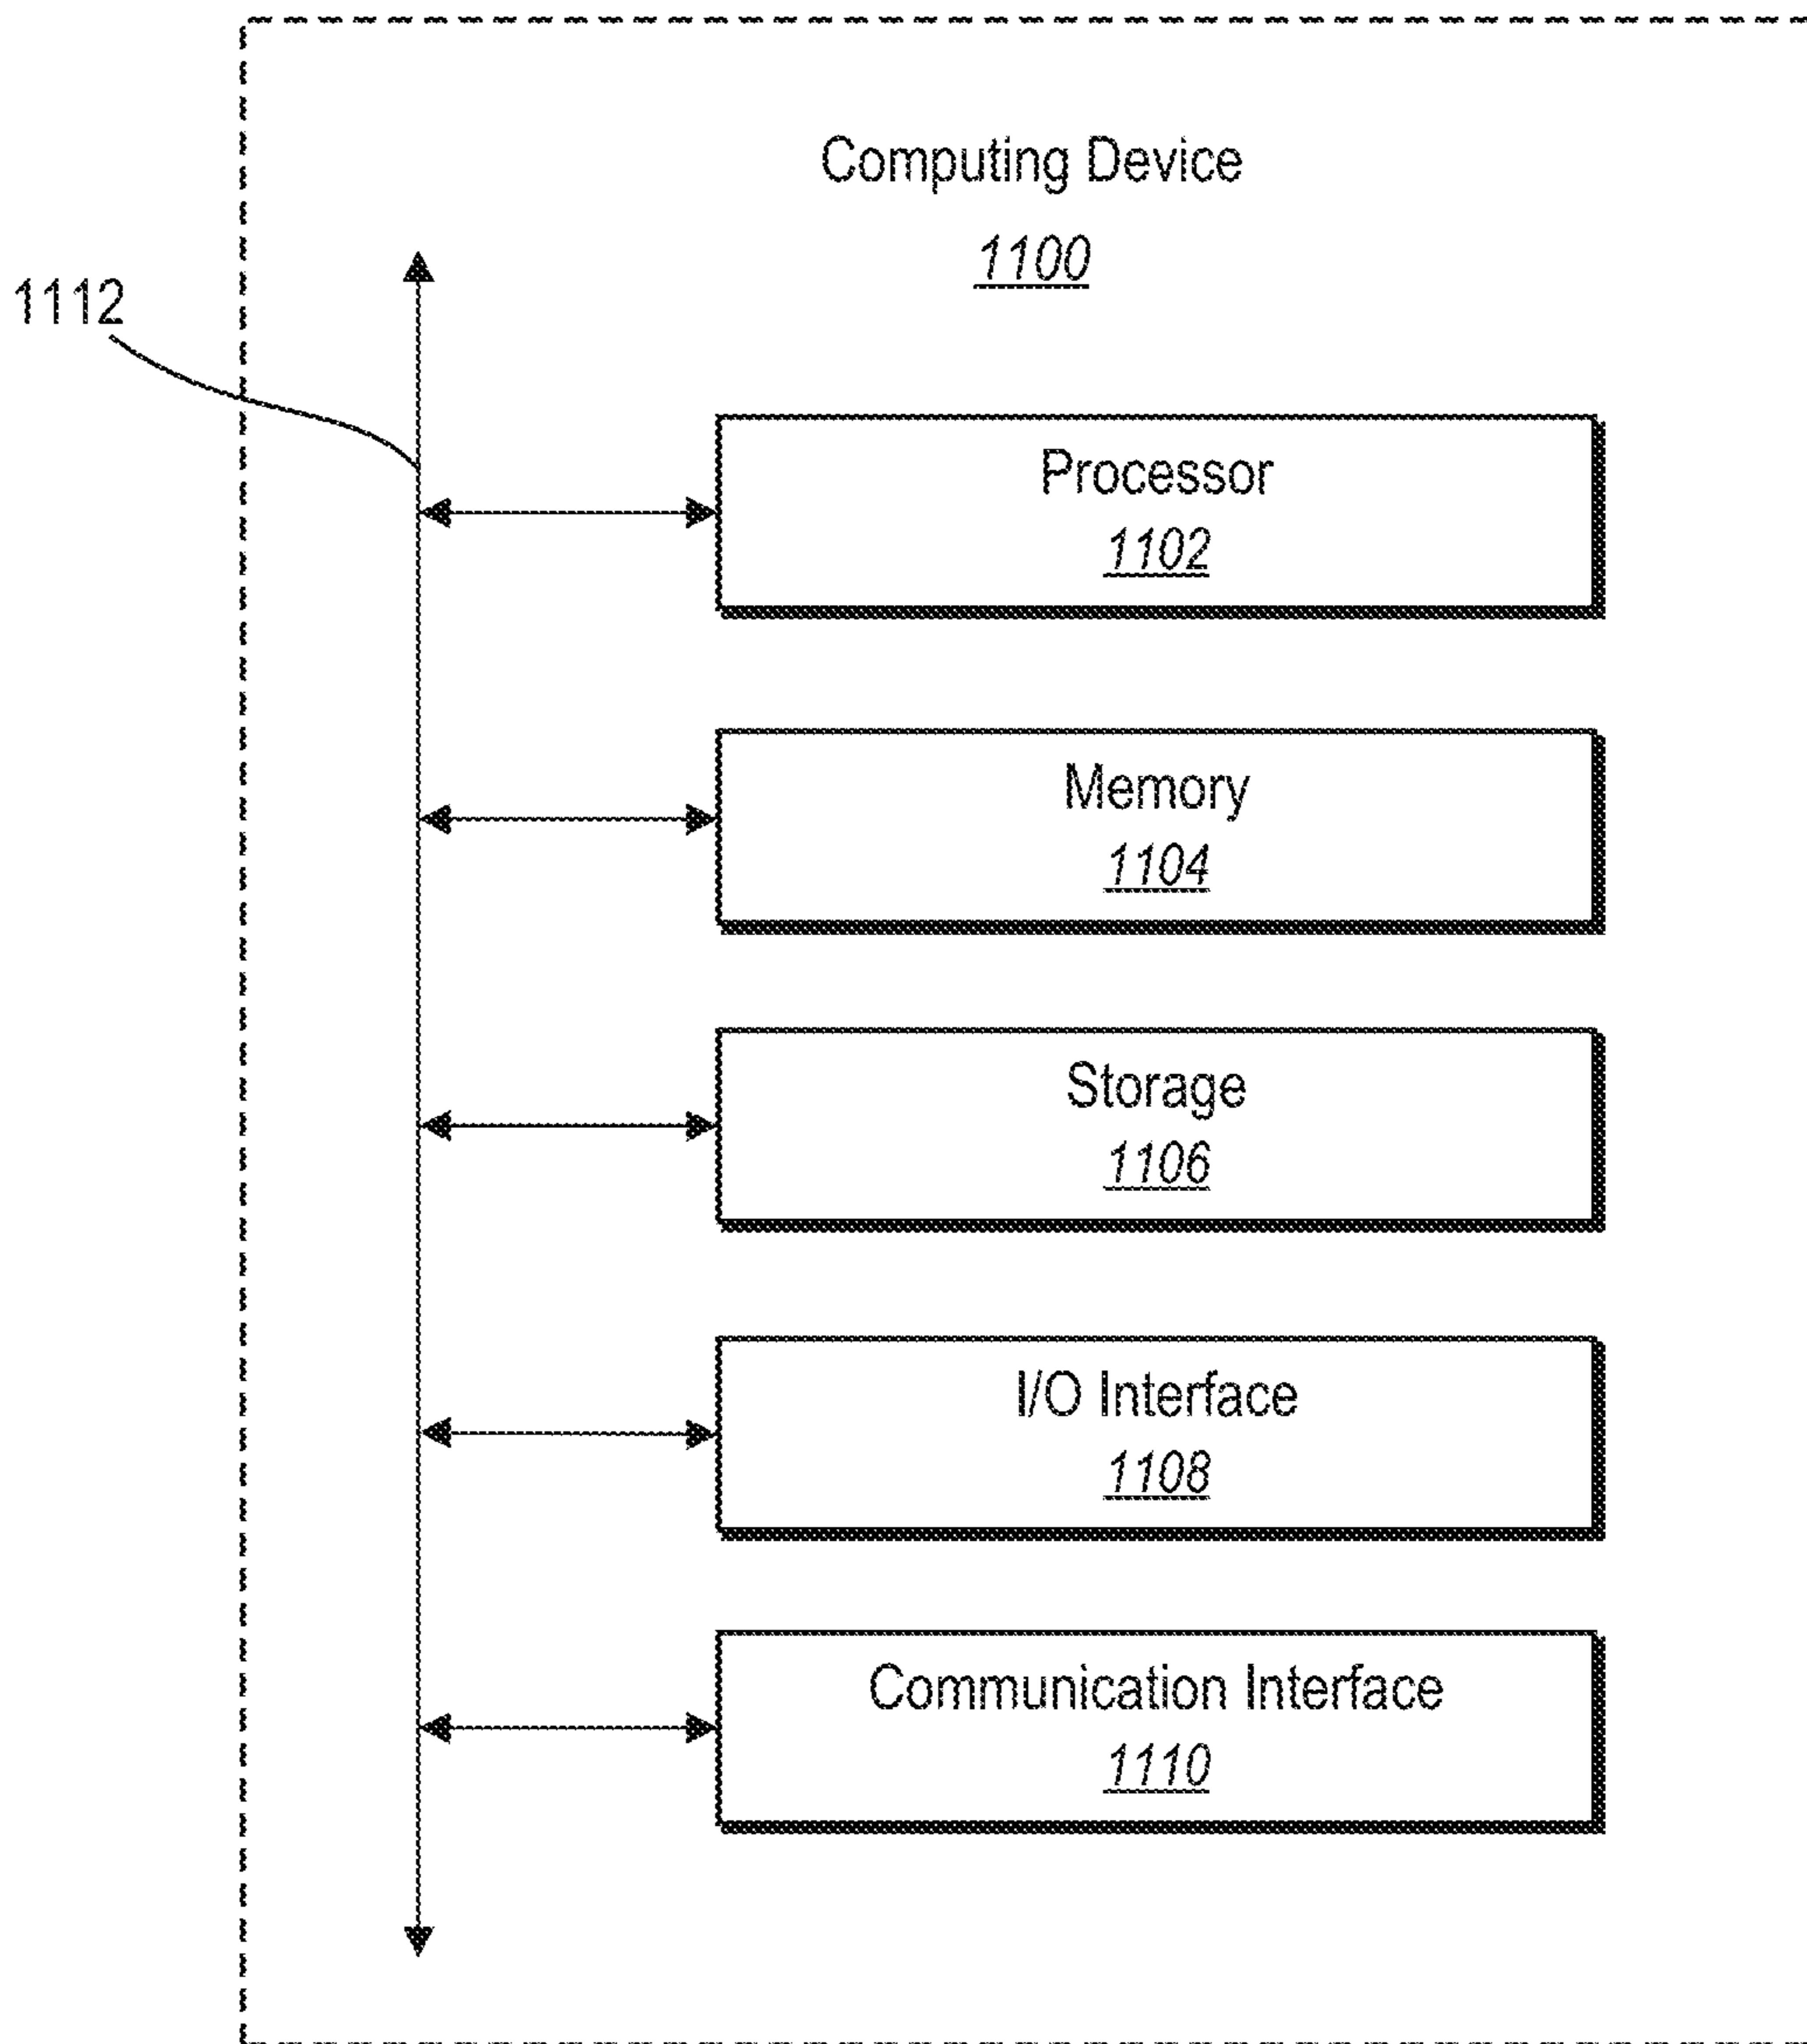 Computing Device
1100
1112
Processor
1102
Memory
1104
Storage
1106
I/O Interface
1108
Communication Interface
1110